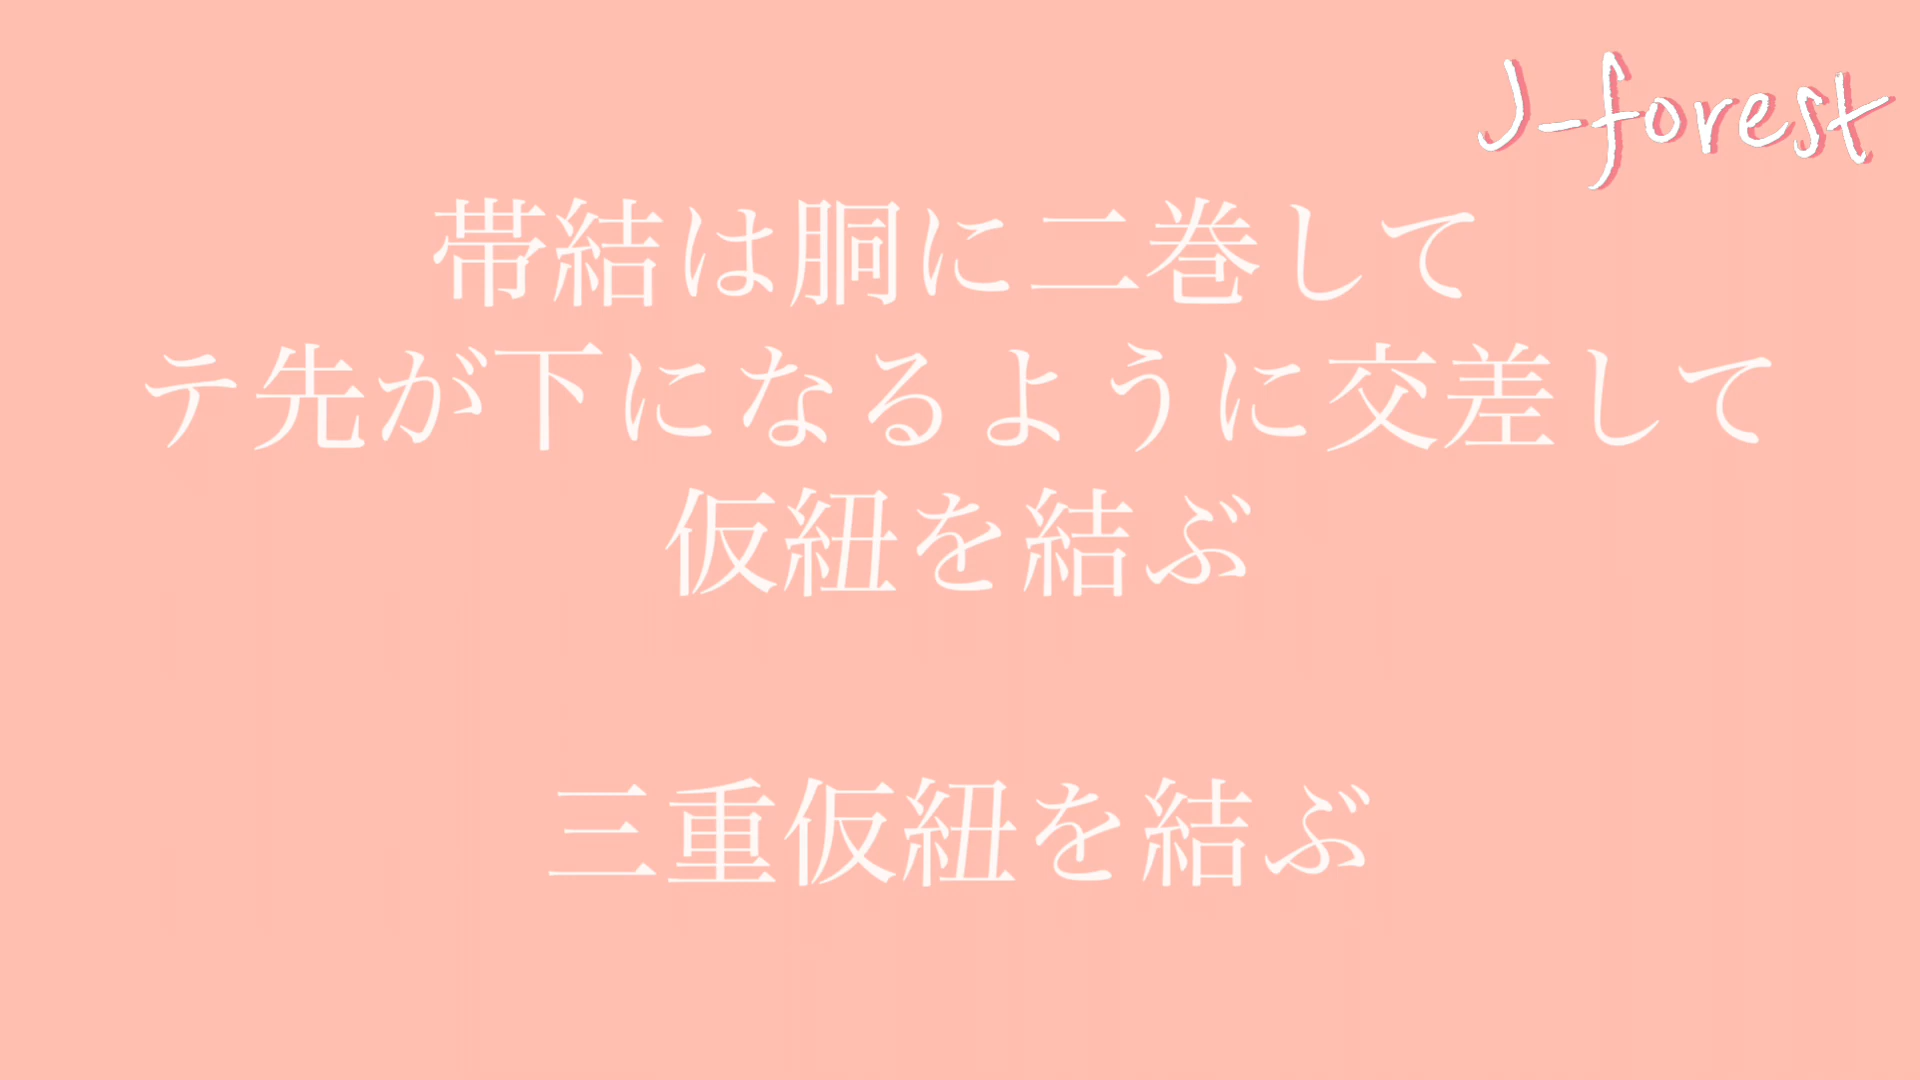 J-forest
帯結は胴に二巻して
テ先が下になるように交差して
仮紐を結ぶ
三重仮紐を結ぶ